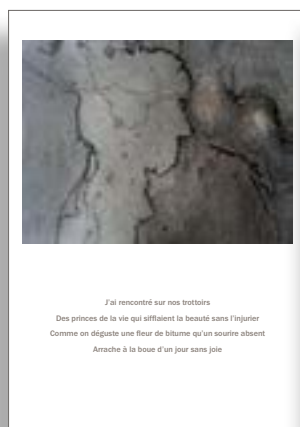 J'ai rencontré sur nos trottoirs
Des princes de la vie qui sifflaient la beauté sans l'injurier
Comme on déguste une fleur de bitume qu'un sourire absent
Arrache à la boue d'un jour sans joie